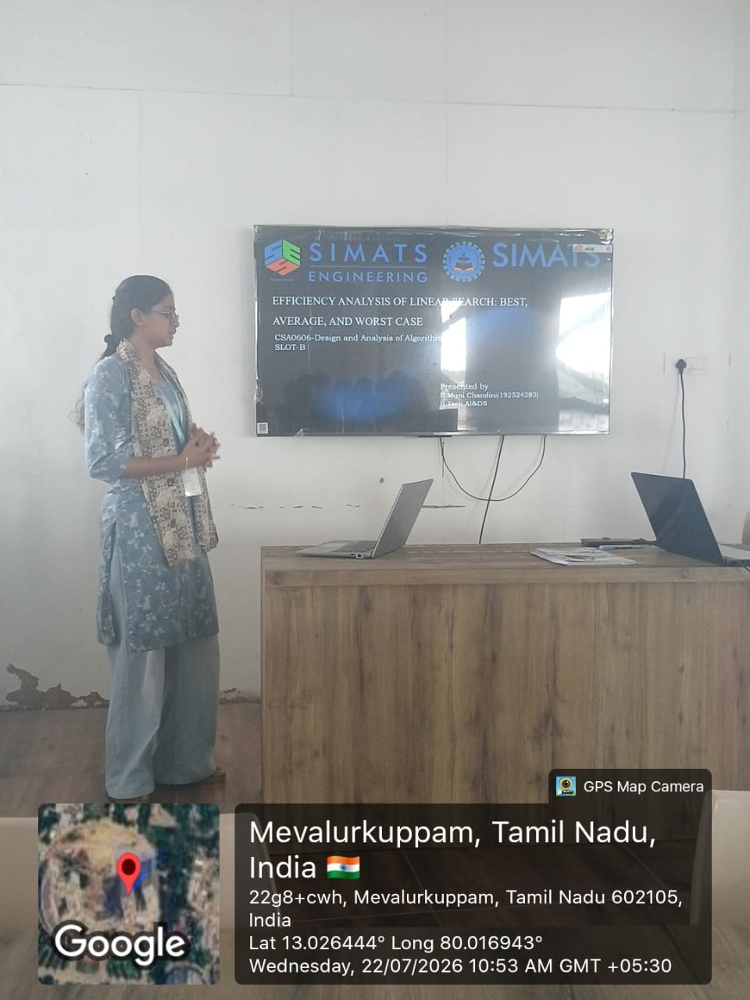 SIMATS
ENGINEERING
SIMATS
EFFICIENCY ANALYSIS OF LINEAR SEARCH: BEST,
AVERAGE, AND WORST CASE
CSA0606-Design and Analysis of Algorithm
SLOT-B
Presented by
B Muni Chandini(192524283)
B.Tech AI&DS
GPS Map Camera
Mevalurkuppam, Tamil Nadu,
India
22g8+cwh, Mevalurkuppam, Tamil Nadu 602105,
India
Lat 13.026444° Long 80.016943°
Wednesday, 22/07/2026 10:53 AM GMT +05:30
Google